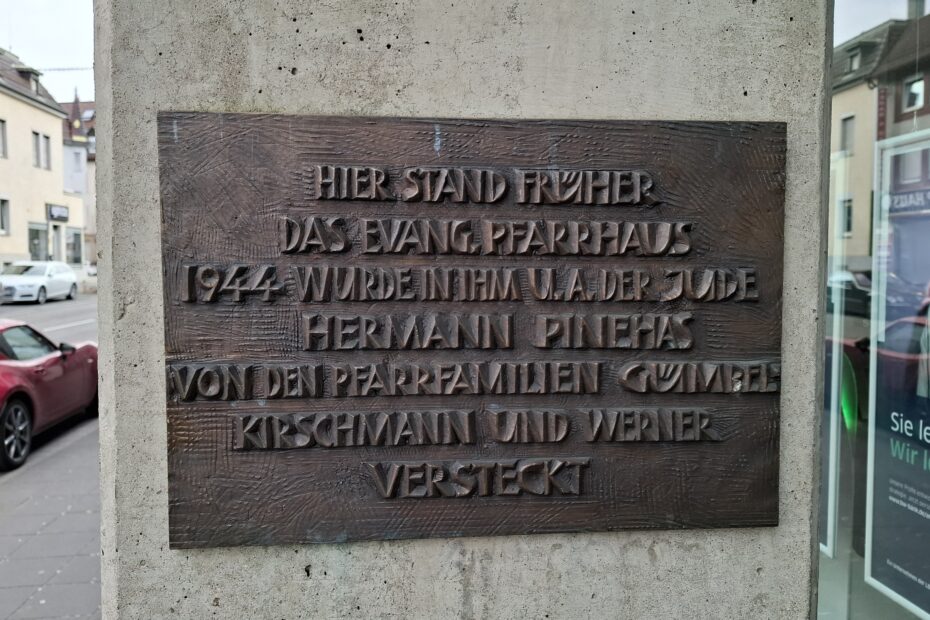 HIER STAND FRÜHER
DAS EVANG. PFARRHAUS
1944 WURDE IN IHM U.A. DER JUDE
HERMANN PINEHAS
VON DEN PFARRFAMILIEN GÜMPEL
KIRSCHMANN UND WERNER
VERSTECKT
Sie le
Wir l